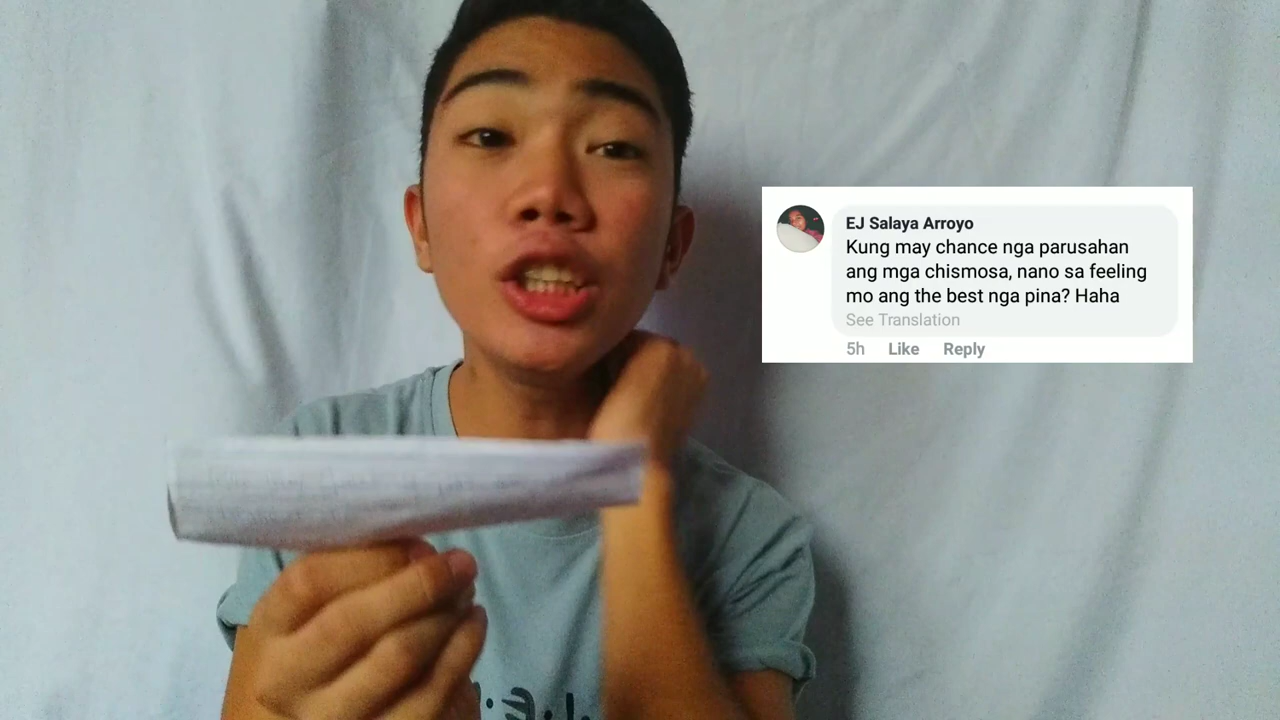 EJ Salaya Arroyo
Kung may chance nga parusahan
ang mga chismosa, nano sa feeling
mo ang the best nga pina? Haha
See Translation
5h Like Reply